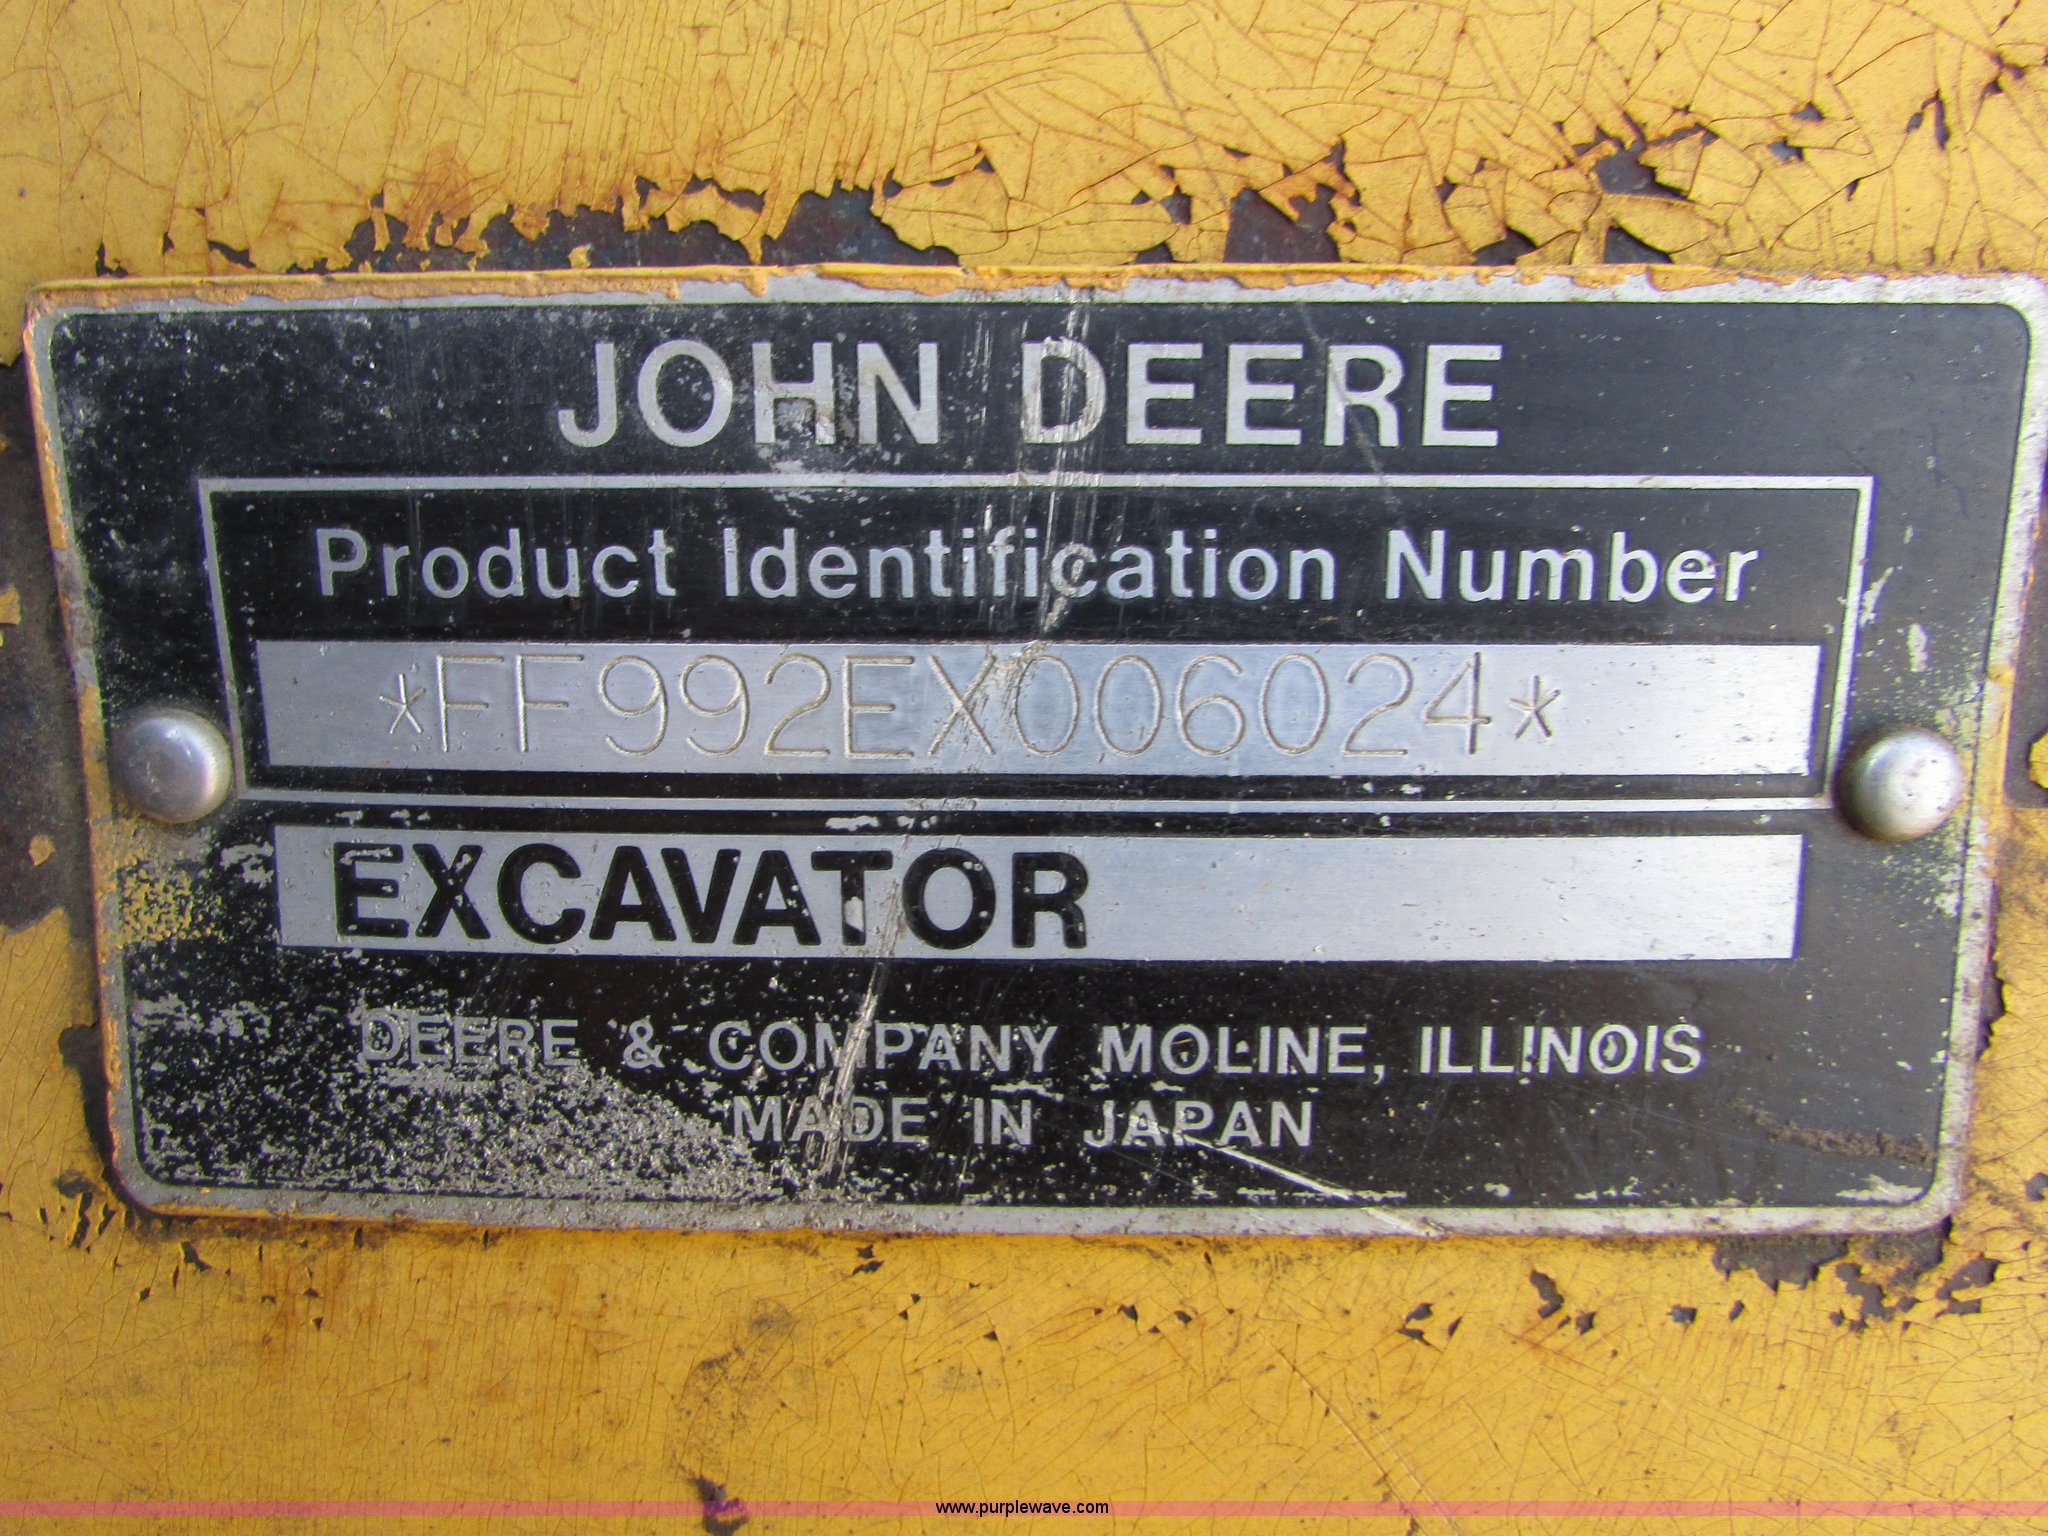 JOHN DEERE
Product Identification Number
*FF992EX006024*
EXCAVATOR
DEERE & COMPANY MOLINE, ILLINOIS
MADE IN JAPAN
www.purplewave.com